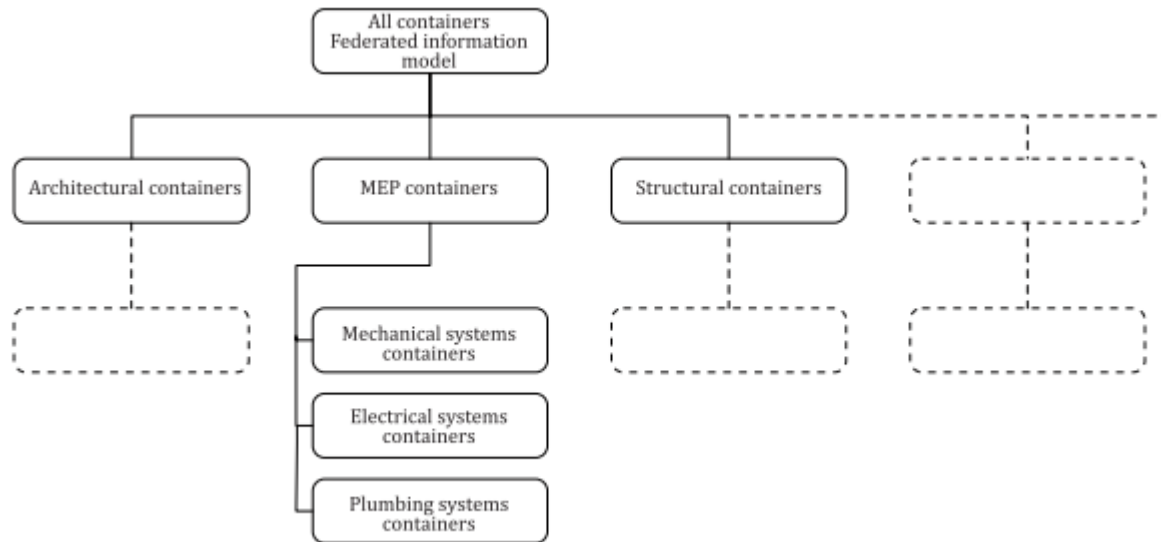 All containers
Federated information
model
Architectural containers
MEP containers
Structural containers
Mechanical systems
containers
Electrical systems
containers
Plumbing systems
containers